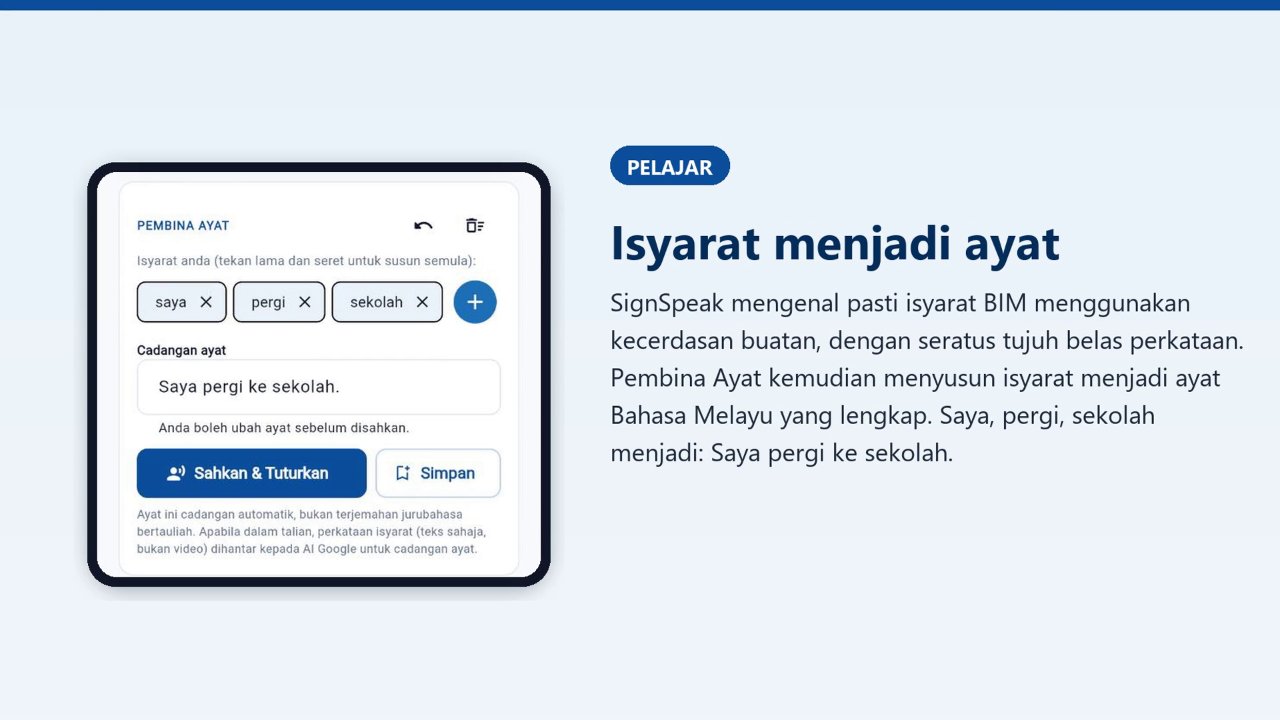 PEMBINA AYAT
Isyarat anda (tekan lama dan seret untuk susun semula):
saya
pergi
sekolah
Cadangan ayat
Saya pergi ke sekolah.
Anda boleh ubah ayat sebelum disahkan.
Sahkan & Tuturkan
Simpan
Ayat ini cadangan automatik, bukan terjemahan jurubahasa
bertauliah. Apabila dalam talian, perkataan isyarat (teks sahaja,
bukan video) dihantar kepada AI Google untuk cadangan ayat.
PELAJAR
Isyarat menjadi ayat
SignSpeak mengenal pasti isyarat BIM menggunakan
kecerdasan buatan, dengan seratus tujuh belas perkataan.
Pembina Ayat kemudian menyusun isyarat menjadi ayat
Bahasa Melayu yang lengkap. Saya, pergi, sekolah
menjadi: Saya pergi ke sekolah.